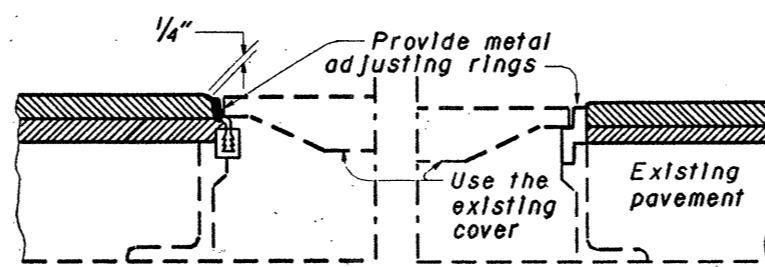 1/4"
Provide metal
adjusting rings
Use the
existing
cover
Existing
pavement